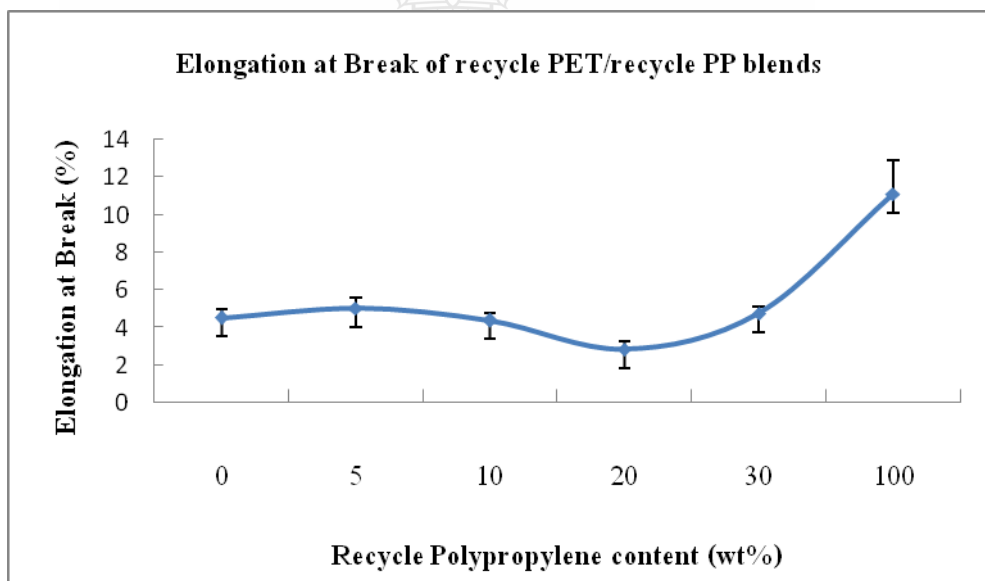 Elongation at Break of recycle PET/recycle PP blends
Elongation at Break (%)
14
12
10
8
6
4
2
0
0 5 10 20 30 100
Recycle Polypropylene content (wt%)